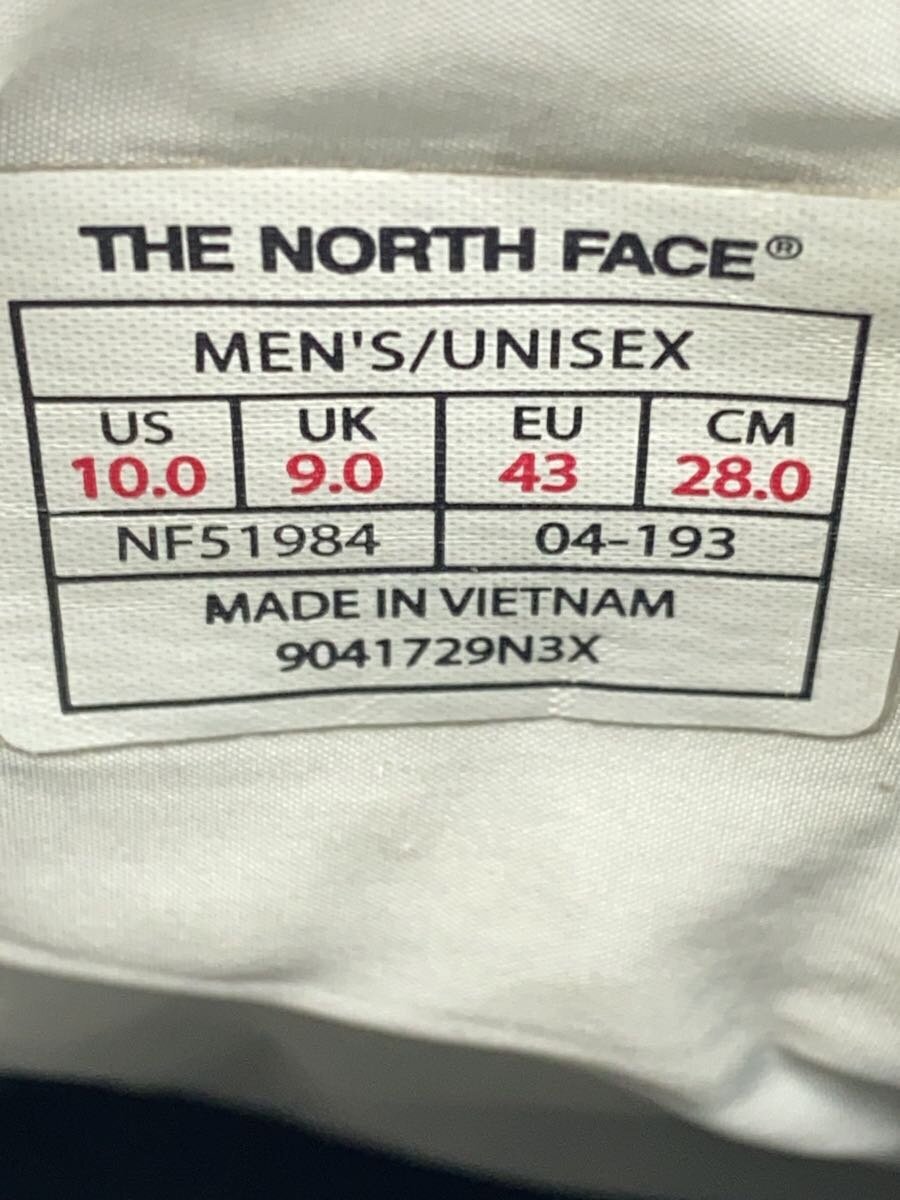 THE NORTH FACE®
MEN'S/UNISEX
US UK EU CM
10.0 9.0 43 28.0
NF51984 04-193
MADE IN VIETNAM
9041729N3X